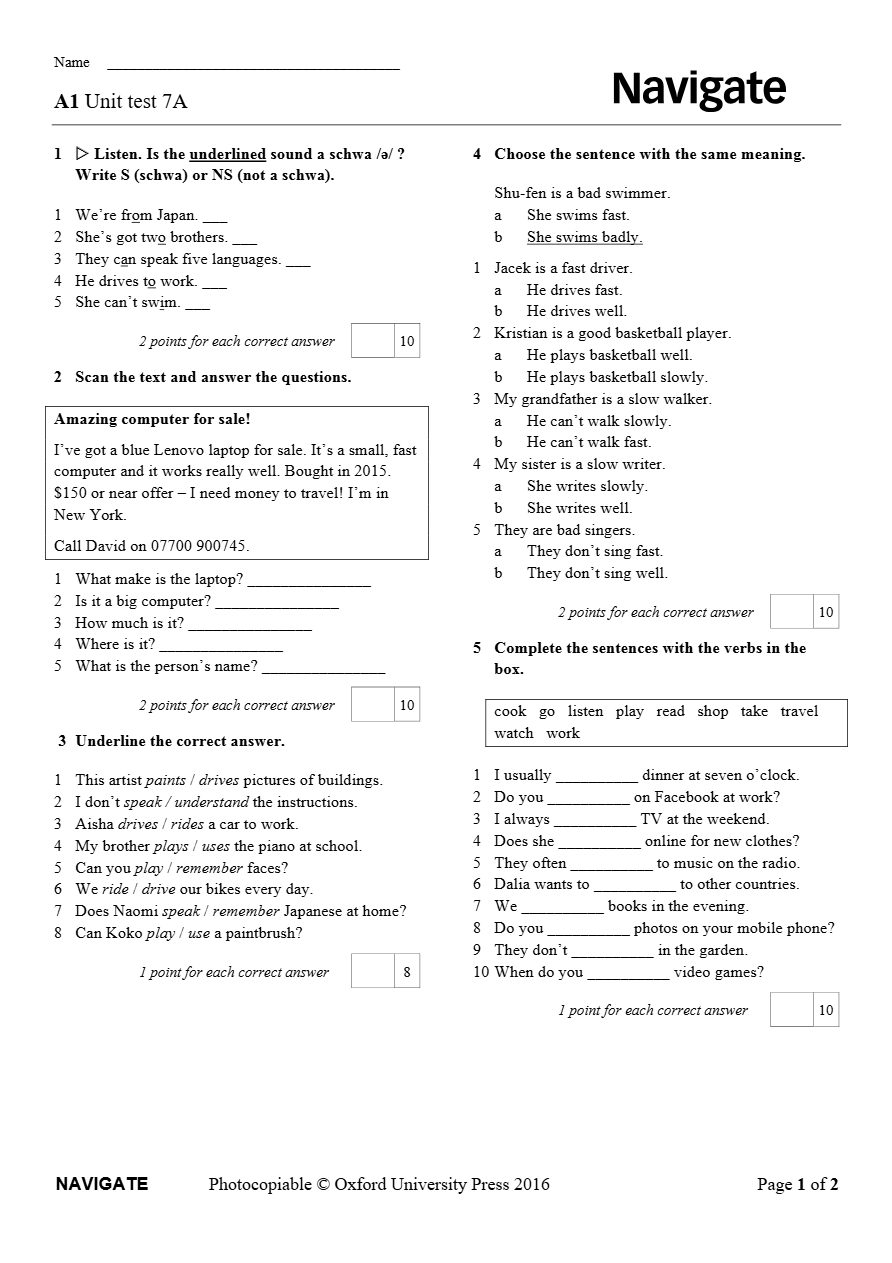 Name ______________________________________
Navigate
A1 Unit test 7A
1 ▷ Listen. Is the underlined sound a schwa /ə/ ?
Write S (schwa) or NS (not a schwa).
1 We’re from Japan. ___
2 She’s got two brothers. ___
3 They can speak five languages. ___
4 He drives to work. ___
5 She can’t swim. ___
2 points for each correct answer 10
2 Scan the text and answer the questions.
Amazing computer for sale!
I’ve got a blue Lenovo laptop for sale. It’s a small, fast
computer and it works really well. Bought in 2015.
$150 or near offer – I need money to travel! I’m in
New York.
Call David on 07700 900745.
1 What make is the laptop? _______________
2 Is it a big computer? _______________
3 How much is it? _______________
4 Where is it? _______________
5 What is the person’s name? _______________
2 points for each correct answer 10
3 Underline the correct answer.
1 This artist paints / drives pictures of buildings.
2 I don’t speak / understand the instructions.
3 Aisha drives / rides a car to work.
4 My brother plays / uses the piano at school.
5 Can you play / remember faces?
6 We ride / drive our bikes every day.
7 Does Naomi speak / remember Japanese at home?
8 Can Koko play / use a paintbrush?
1 point for each correct answer 8
4 Choose the sentence with the same meaning.
Shu-fen is a bad swimmer.
a She swims fast.
b She swims badly.
1 Jacek is a fast driver.
a He drives fast.
b He drives well.
2 Kristian is a good basketball player.
a He plays basketball well.
b He plays basketball slowly.
3 My grandfather is a slow walker.
a He can’t walk slowly.
b He can’t walk fast.
4 My sister is a slow writer.
a She writes slowly.
b She writes well.
5 They are bad singers.
a They don’t sing fast.
b They don’t sing well.
2 points for each correct answer 10
5 Complete the sentences with the verbs in the
box.
cook go listen play read shop take travel
watch work
1 I usually __________ dinner at seven o’clock.
2 Do you __________ on Facebook at work?
3 I always __________ TV at the weekend.
4 Does she __________ online for new clothes?
5 They often __________ to music on the radio.
6 Dalia wants to __________ to other countries.
7 We __________ books in the evening.
8 Do you __________ photos on your mobile phone?
9 They don’t __________ in the garden.
10 When do you __________ video games?
1 point for each correct answer 10
NAVIGATE Photocopiable © Oxford University Press 2016 Page 1 of 2